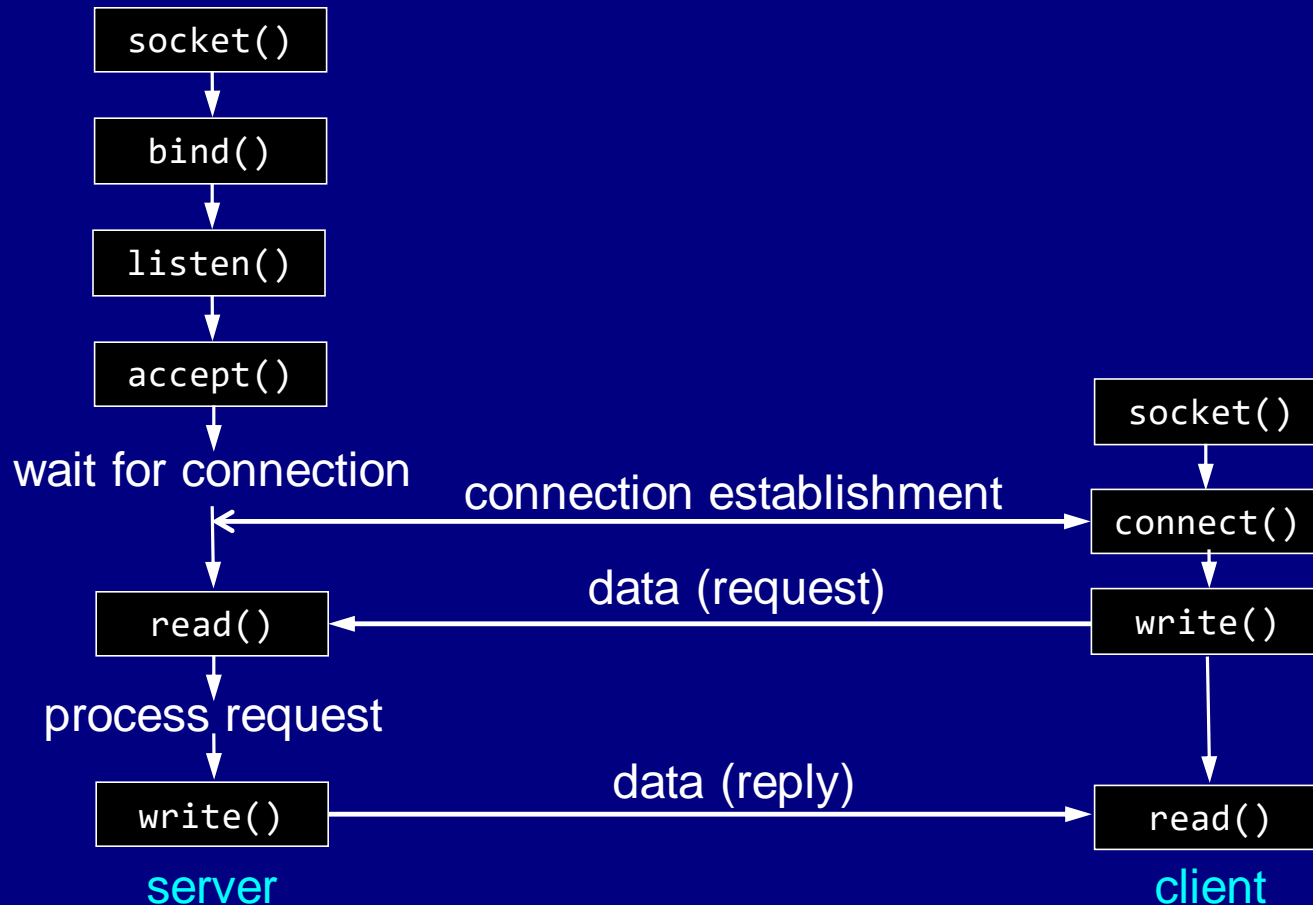 socket()
bind()
listen()
accept()
socket()
wait for connection
connection establishment
connect()
data (request)
read()
write()
process request
data (reply)
write()
read()
server
client